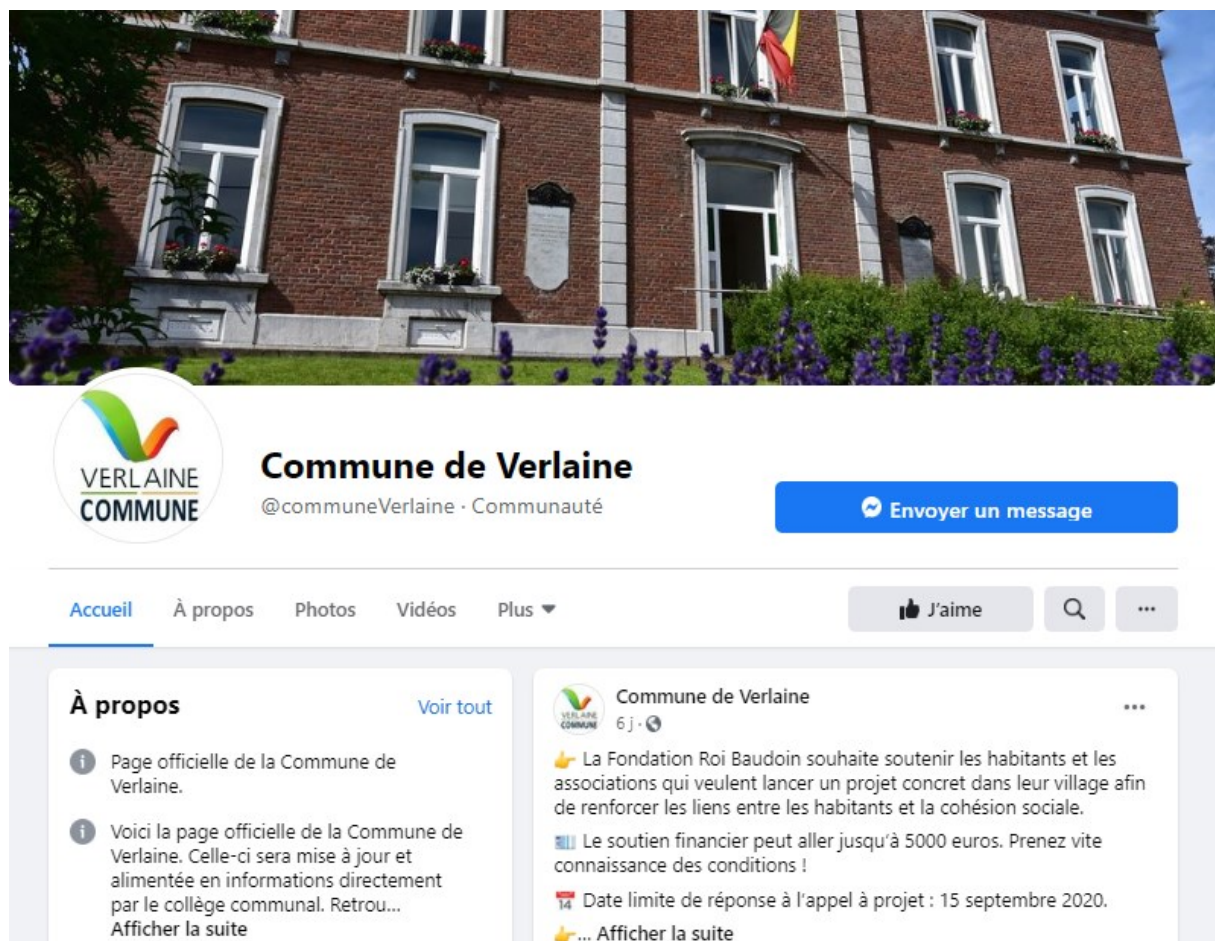 VERLAINE
COMMUNE
Commune de Verlaine
@communeVerlaine · Communauté
Envoyer un message
Accueil À propos Photos Vidéos Plus
J'aime
À propos
Voir tout
Page officielle de la Commune de
Verlaine.
Voici la page officielle de la Commune de
Verlaine. Celle-ci sera mise à jour et
alimentée en informations directement
par le collège communal. Retrou...
Afficher la suite
VERLAINE
COMMUNE
Commune de Verlaine
6 j ·
👉 La Fondation Roi Baudoin souhaite soutenir les habitants et les
associations qui veulent lancer un projet concret dans leur village afin
de renforcer les liens entre les habitants et la cohésion sociale.
Le soutien financier peut aller jusqu'à 5000 euros. Prenez vite
connaissance des conditions !
Date limite de réponse à l'appel à projet : 15 septembre 2020.
👉... Afficher la suite